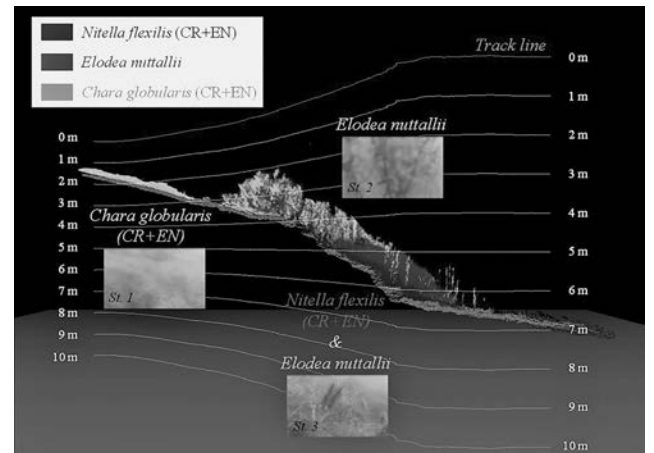 Nitella flexilis (CR+EN)
Elodea nuttallii
Chara globularis (CR+EN)
Track line
0 m
1 m
2 m
3 m
4 m
5 m
6 m
7 m
8 m
9 m
10 m
0 m
1 m
2 m
3 m
4 m
5 m
6 m
7 m
8 m
9 m
10 m
Elodea nuttallii
St. 2
Chara globularis
(CR+EN)
St. 1
Nitella flexilis
(CR+EN)
&
Elodea nuttallii
St. 3